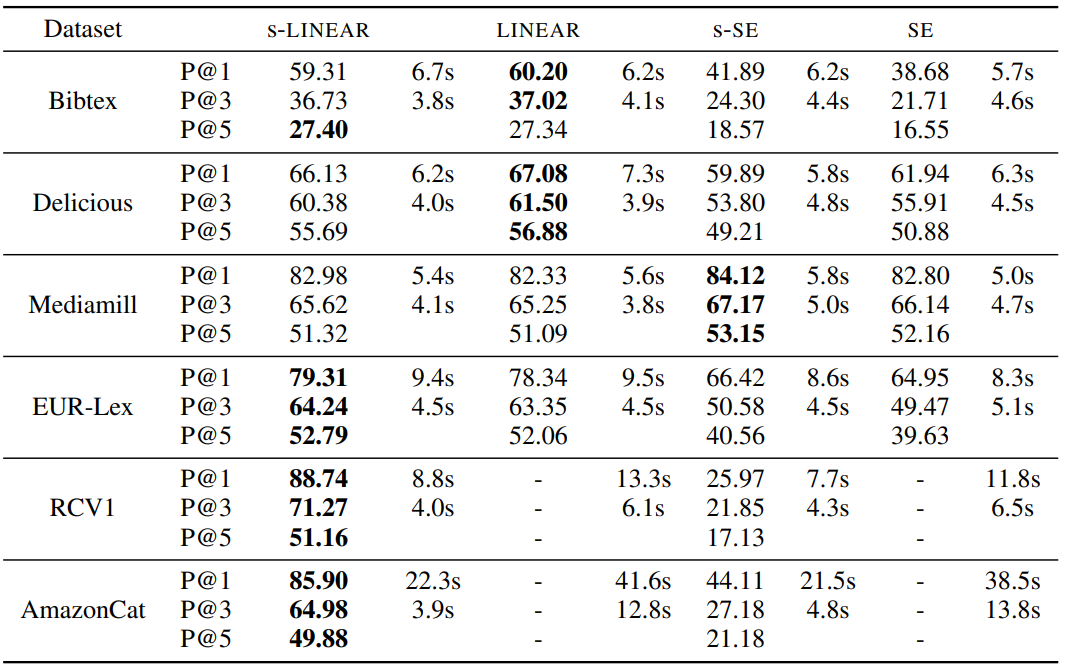 Dataset S-LINEAR LINEAR S-SE SE
P@1 59.31 6.7s 60.20 6.2s 41.89 6.2s 38.68 5.7s
Bibtex P@3 36.73 3.8s 37.02 4.1s 24.30 4.4s 21.71 4.6s
P@5 27.40 27.34 18.57 16.55
P@1 66.13 6.2s 67.08 7.3s 59.89 5.8s 61.94 6.3s
Delicious P@3 60.38 4.0s 61.50 3.9s 53.80 4.8s 55.91 4.5s
P@5 55.69 56.88 49.21 50.88
P@1 82.98 5.4s 82.33 5.6s 84.12 5.8s 82.80 5.0s
Mediamill P@3 65.62 4.1s 65.25 3.8s 67.17 5.0s 66.14 4.7s
P@5 51.32 51.09 53.15 52.16
P@1 79.31 9.4s 78.34 9.5s 66.42 8.6s 64.95 8.3s
EUR-Lex P@3 64.24 4.5s 63.35 4.5s 50.58 4.5s 49.47 5.1s
P@5 52.79 52.06 40.56 39.63
P@1 88.74 8.8s - 13.3s 25.97 7.7s - 11.8s
RCV1 P@3 71.27 4.0s - 6.1s 21.85 4.3s - 6.5s
P@5 51.16 - 17.13 -
P@1 85.90 22.3s - 41.6s 44.11 21.5s - 38.5s
AmazonCat P@3 64.98 3.9s - 12.8s 27.18 4.8s - 13.8s
P@5 49.88 - 21.18 -